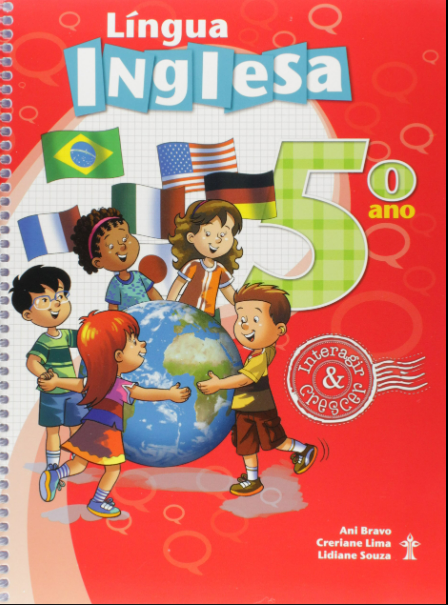 Língua
INgleSa
5º
ano
Interagir
&
crescer
Ani Bravo
Creriane Lima
Lidiane Souza